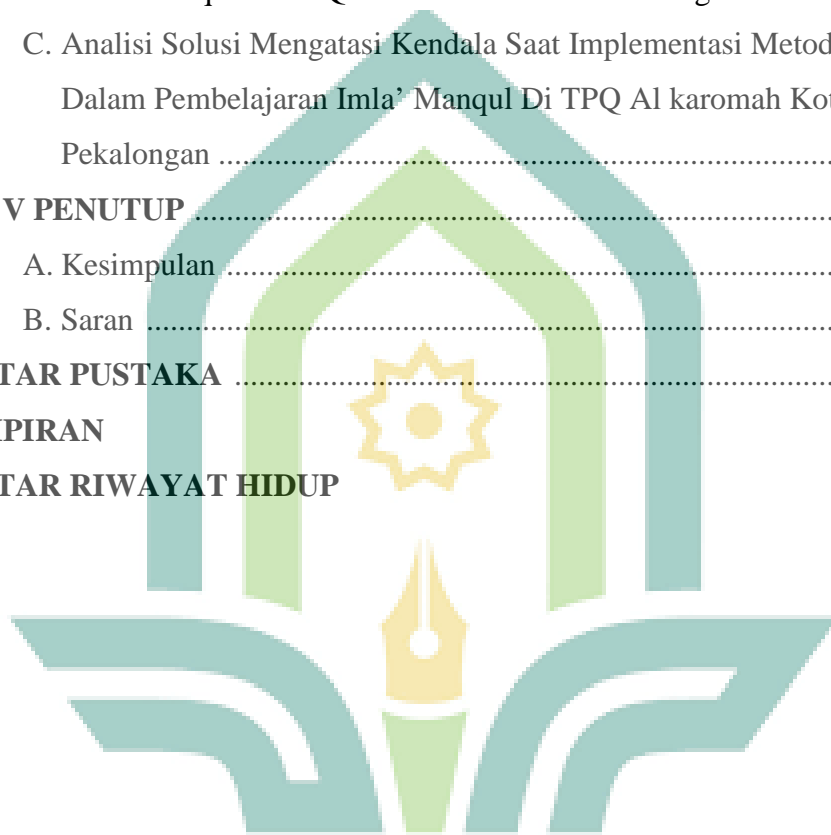 C. Analisi Solusi Mengatasi Kendala Saat Implementasi Metod
Dalam Pembelajaran Imla’ Manqul Di TPQ Al karomah Kot
Pekalongan ........................................................................
V PENUTUP ........................................................................
A. Kesimpulan ........................................................................
B. Saran ........................................................................
TAR PUSTAKA ........................................................................
PIRAN
TAR RIWAYAT HIDUP